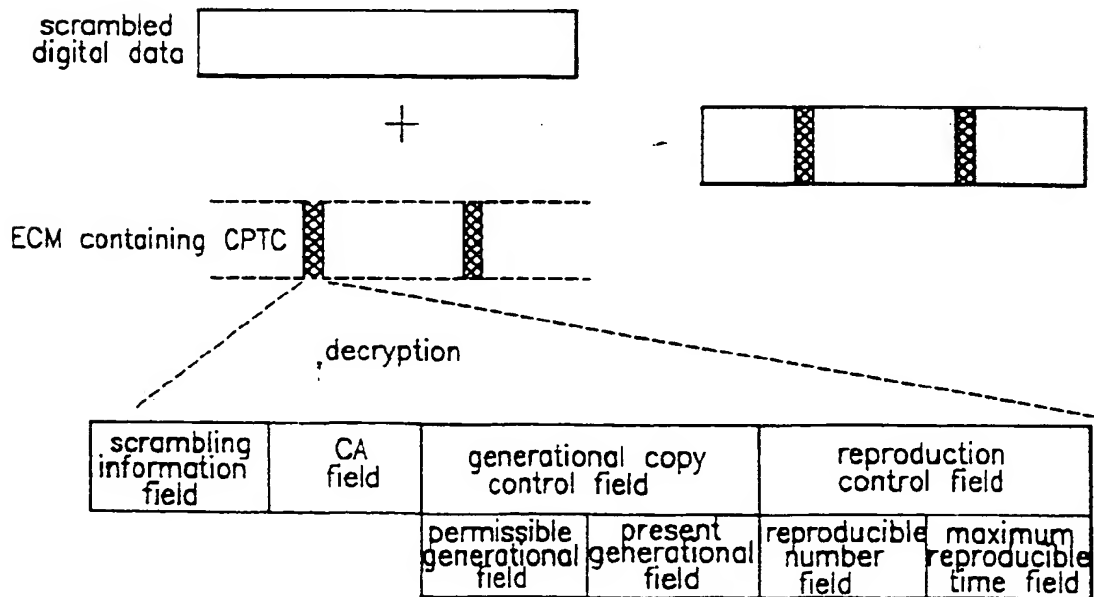 scrambled
digital data
+
ECM containing CPTC
decryption
scrambling
information
field
CA
field
generational copy
control field
reproduction
control field
permissible
generational
field
present
generational
field
reproducible
number
field
maximum
reproducible
time field